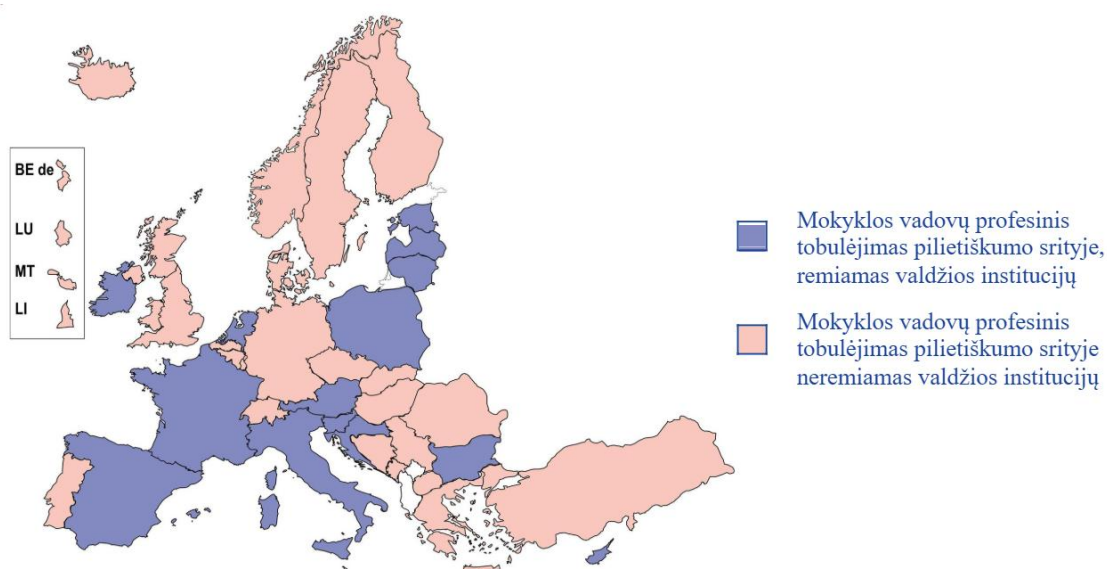 BE de
LU
MT
LI
Mokyklos vadovų profesinis
tobulėjimas pilietiškumo srityje,
remiamas valdžios institucijų
Mokyklos vadovų profesinis
tobulėjimas pilietiškumo srityje
neremiamas valdžios institucijų